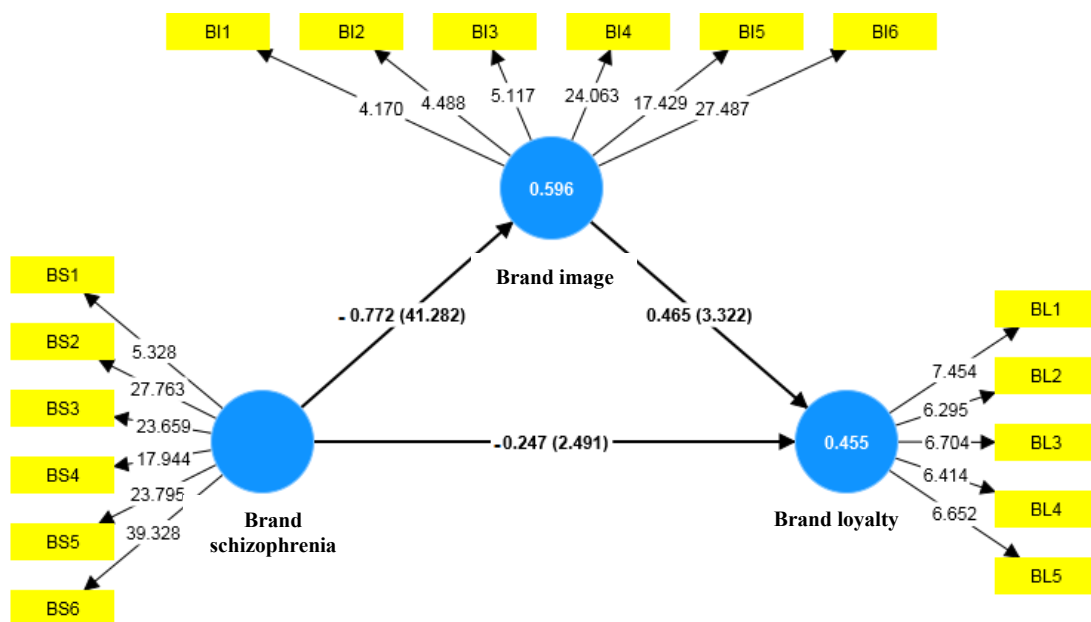 BI1 BI2 BI3 BI4 BI5 BI6
4.170 4.488 5.117 24.063 17.429 27.487
0.596
Brand image
BS1
BS2
BS3
BS4
BS5
BS6
5.328
27.763
23.659
17.944
23.795
39.328
- 0.772 (41.282)
0.465 (3.322)
-0.247 (2.491)
Brand
schizophrenia
0.455
Brand loyalty
7.454
6.295
6.704
6.414
6.652
BL1
BL2
BL3
BL4
BL5